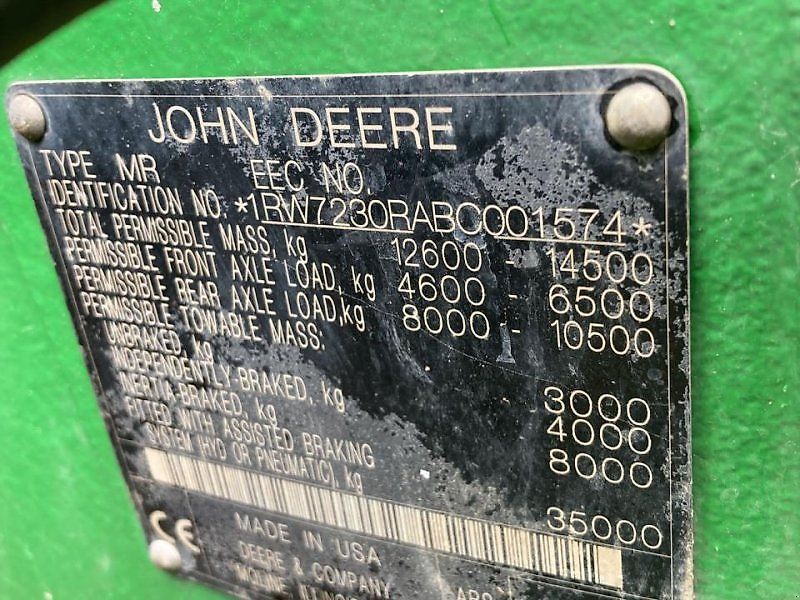 JOHN DEERE
TYPE MR EEC NO.
IDENTIFICATION NO. *1RW7230RABC001574*
TOTAL PERMISSIBLE MASS, kg 12600 - 14500
PERMISSIBLE FRONT AXLE LOAD, kg 4600 - 6500
PERMISSIBLE REAR AXLE LOAD,kg 8000 - 10500
PERMISSIBLE TOWABLE MASS:
UNBRAKED, kg 3000
INDEPENDENTLY-BRAKED, kg 4000
INERTIA-BRAKED, kg 8000
FITTED WITH ASSISTED BRAKING
SYSTEM (HYD OR PNEUMATIC), kg 35000
CE
MADE IN USA
DEERE & COMPANY
MOLINE,